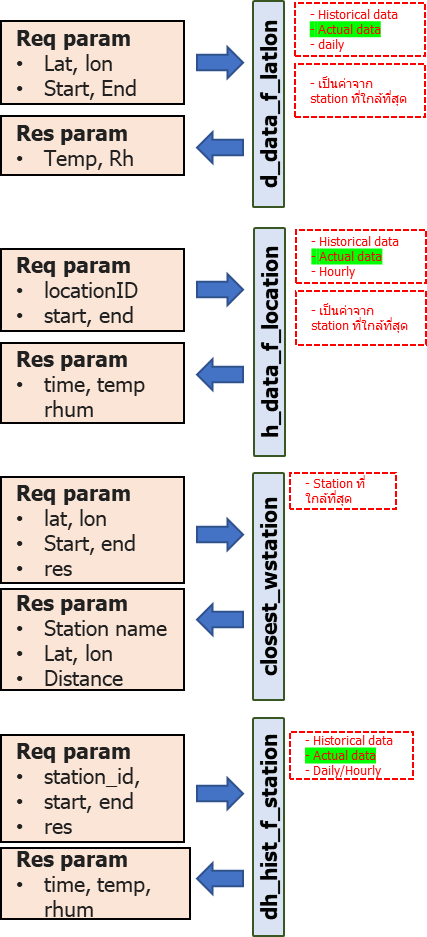 Req param
• Lat, lon
• Start, End
Res param
• Temp, Rh
d_data_f_latlon
- Historical data
- Actual data
- daily
- เป็นค่าจาก
station ที่ใกล้ที่สุด
Req param
• locationID
• start, end
Res param
• time, temp
rhum
h_data_f_location
- Historical data
- Actual data
- Hourly
- เป็นค่าจาก
station ที่ใกล้ที่สุด
Req param
• lat, lon
• Start, end
• res
Res param
• Station name
• Lat, lon
• Distance
closest_wstation
- Station ที่
ใกล้ที่สุด
Req param
• station_id,
• start, end
• res
Res param
• time, temp,
rhum
dh_hist_f_station
- Historical data
- Actual data
- Daily/Hourly